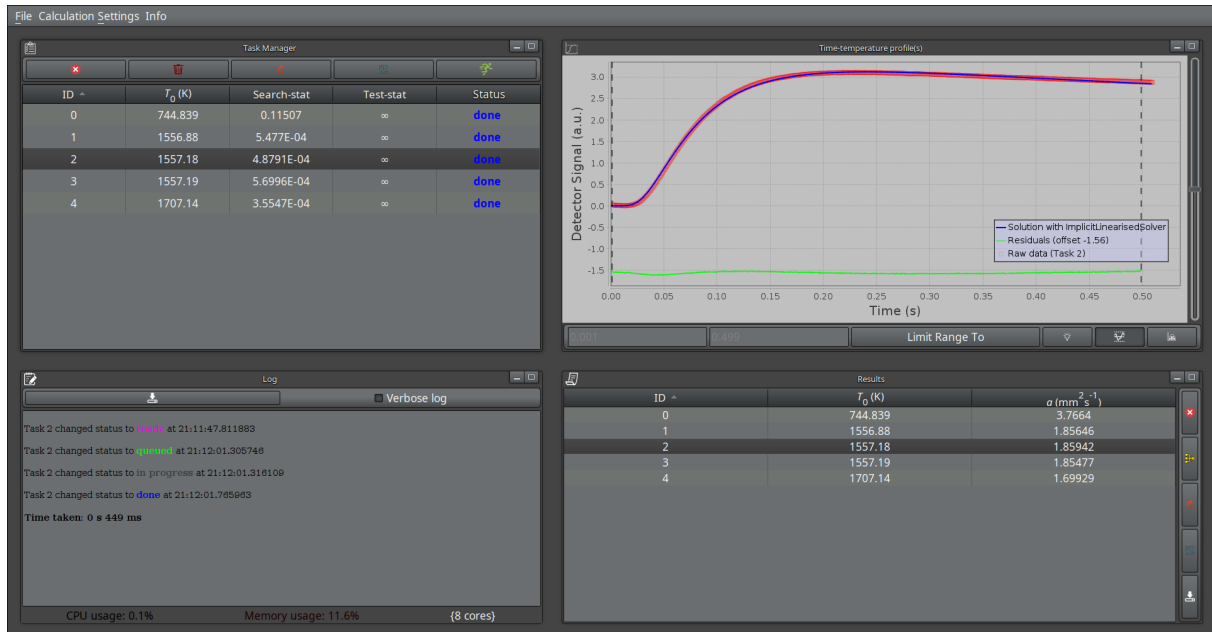 File Calculation Settings Info
Task Manager
ID T0 (K) Search-stat Test-stat Status
0 744.839 0.11507 ∞ done
1 1556.88 5.477E-04 ∞ done
2 1557.18 4.8791E-04 ∞ done
3 1557.19 5.6996E-04 ∞ done
4 1707.14 3.5547E-04 ∞ done
Time-temperature profile(s)
Detector Signal (a.u.)
3.0
2.5
2.0
1.5
1.0
0.5
0.0
-0.5
-1.0
-1.5
Solution with ImplicitLinearisedSolver
Residuals (offset -1.56)
Raw data (Task 2)
0.00 0.05 0.10 0.15 0.20 0.25 0.30 0.35 0.40 0.45 0.50
Time (s)
0.001 0.499 Limit Range To
Log
Verbose log
Task 2 changed status to at 21:11:47.811883
Task 2 changed status to queued at 21:12:01.305746
Task 2 changed status to in progress at 21:12:01.316109
Task 2 changed status to done at 21:12:01.765963
Time taken: 0 s 449 ms
CPU usage: 0.1% Memory usage: 11.6% {8 cores}
Results
ID T0 (K) a (mm2 s-1)
0 744.839 3.7664
1 1556.88 1.85646
2 1557.18 1.85942
3 1557.19 1.85477
4 1707.14 1.69929